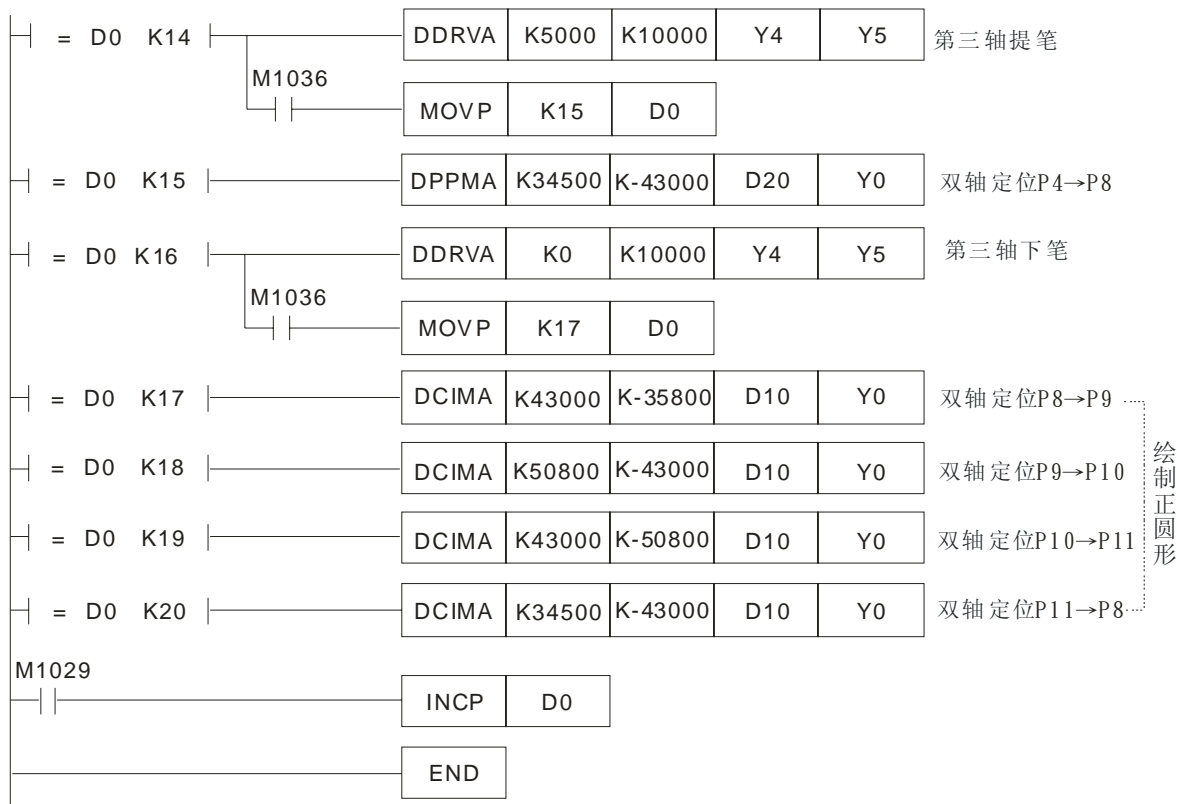 = D0 K14 DDRVA K5000 K10000 Y4 Y5 第三轴提笔
M1036
MOVP K15 D0
= D0 K15 DPPMA K34500 K-43000 D20 Y0 双轴定位P4→P8
= D0 K16 DDRVA K0 K10000 Y4 Y5 第三轴下笔
M1036
MOVP K17 D0
= D0 K17 DCIMA K43000 K-35800 D10 Y0 双轴定位P8→P9
= D0 K18 DCIMA K50800 K-43000 D10 Y0 双轴定位P9→P10
= D0 K19 DCIMA K43000 K-50800 D10 Y0 双轴定位P10→P11
= D0 K20 DCIMA K34500 K-43000 D10 Y0 双轴定位P11→P8
绘制正圆形
M1029
INCP D0
END